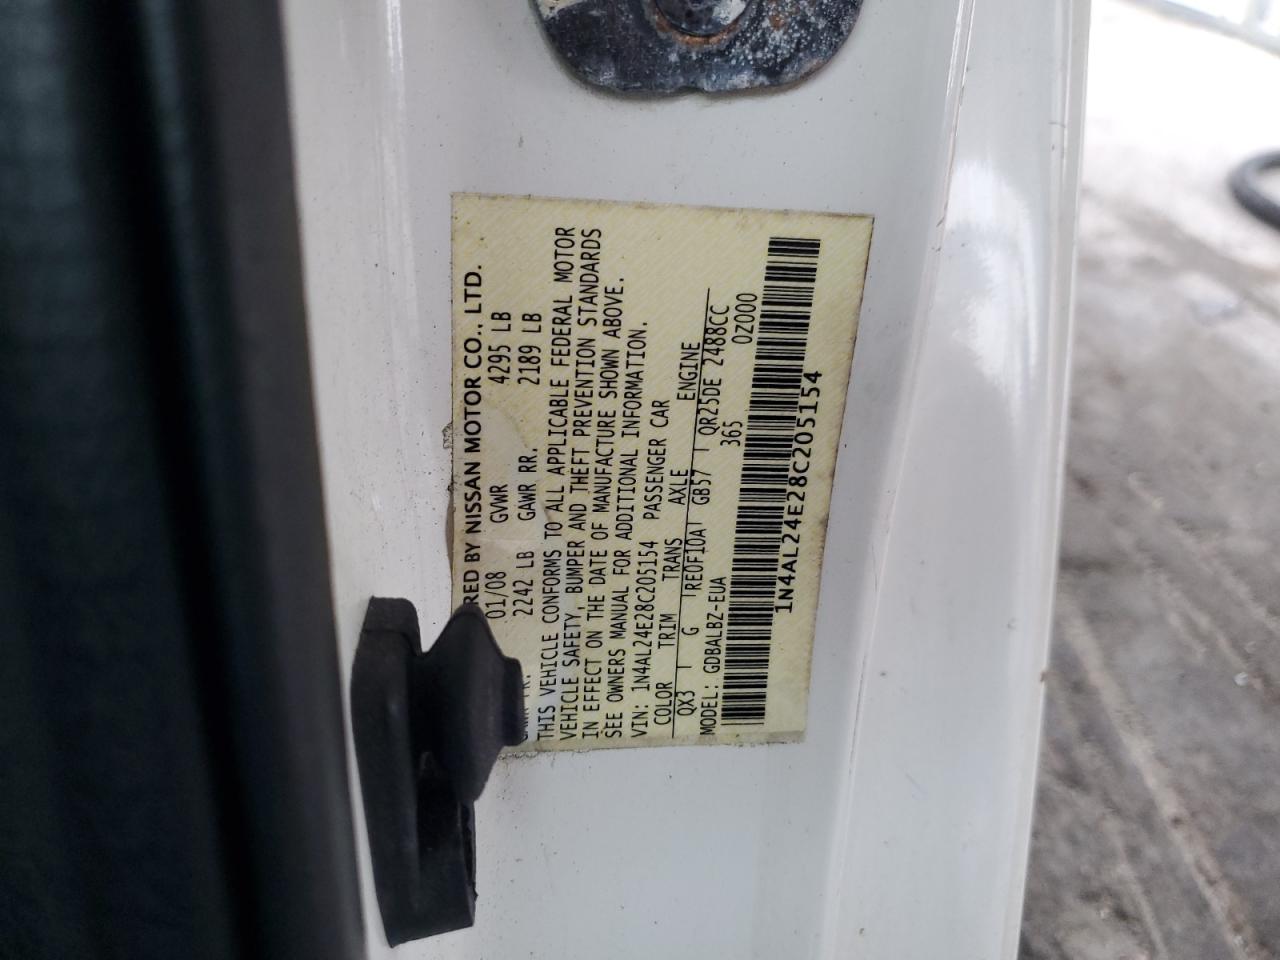 RED BY NISSAN MOTOR CO., LTD.
01/08 GVWR 4295 LB
2242 LB GAWR RR. 2189 LB
THIS VEHICLE CONFORMS TO ALL APPLICABLE FEDERAL MOTOR
VEHICLE SAFETY, BUMPER AND THEFT PREVENTION STANDARDS
IN EFFECT ON THE DATE OF MANUFACTURE SHOWN ABOVE.
SEE OWNERS MANUAL FOR ADDITIONAL INFORMATION.
VIN: 1N4AL24E28C205154 PASSENGER CAR
COLOR TRIM TRANS AXLE ENGINE
QX3 G RE0F10A GB57 QR25DE 2488CC
MODEL: GDBALBZ-EUA 365 0Z000
1N4AL24E28C205154